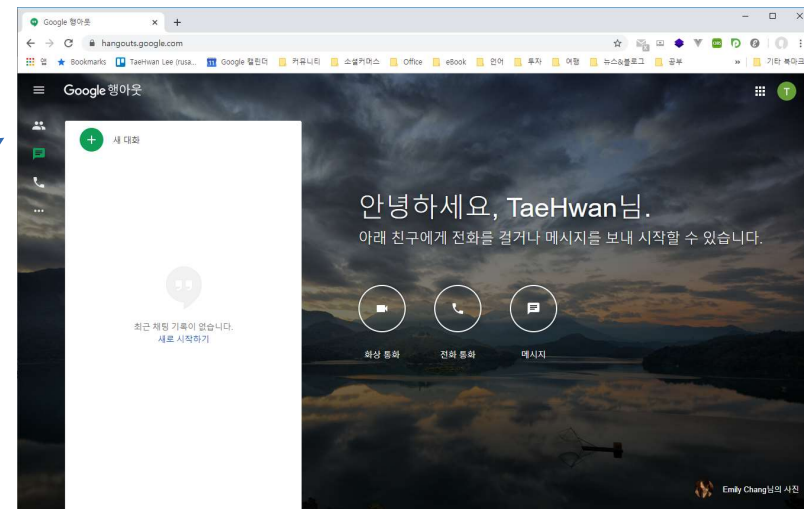 Google 행아웃
hangouts.google.com
앱 Bookmarks TaeHwan Lee (rusa... Google 캘린더 커뮤니티 소셜커머스 Office eBook 언어 투자 여행 뉴스&블로그 공부 » 기타 북마크
Google 행아웃
T
새 대화
안녕하세요, TaeHwan님.
아래 친구에게 전화를 걸거나 메시지를 보내 시작할 수 있습니다.
최근 채팅 기록이 없습니다.
새로 시작하기
화상 통화 전화 통화 메시지
Emily Chang님의 사진